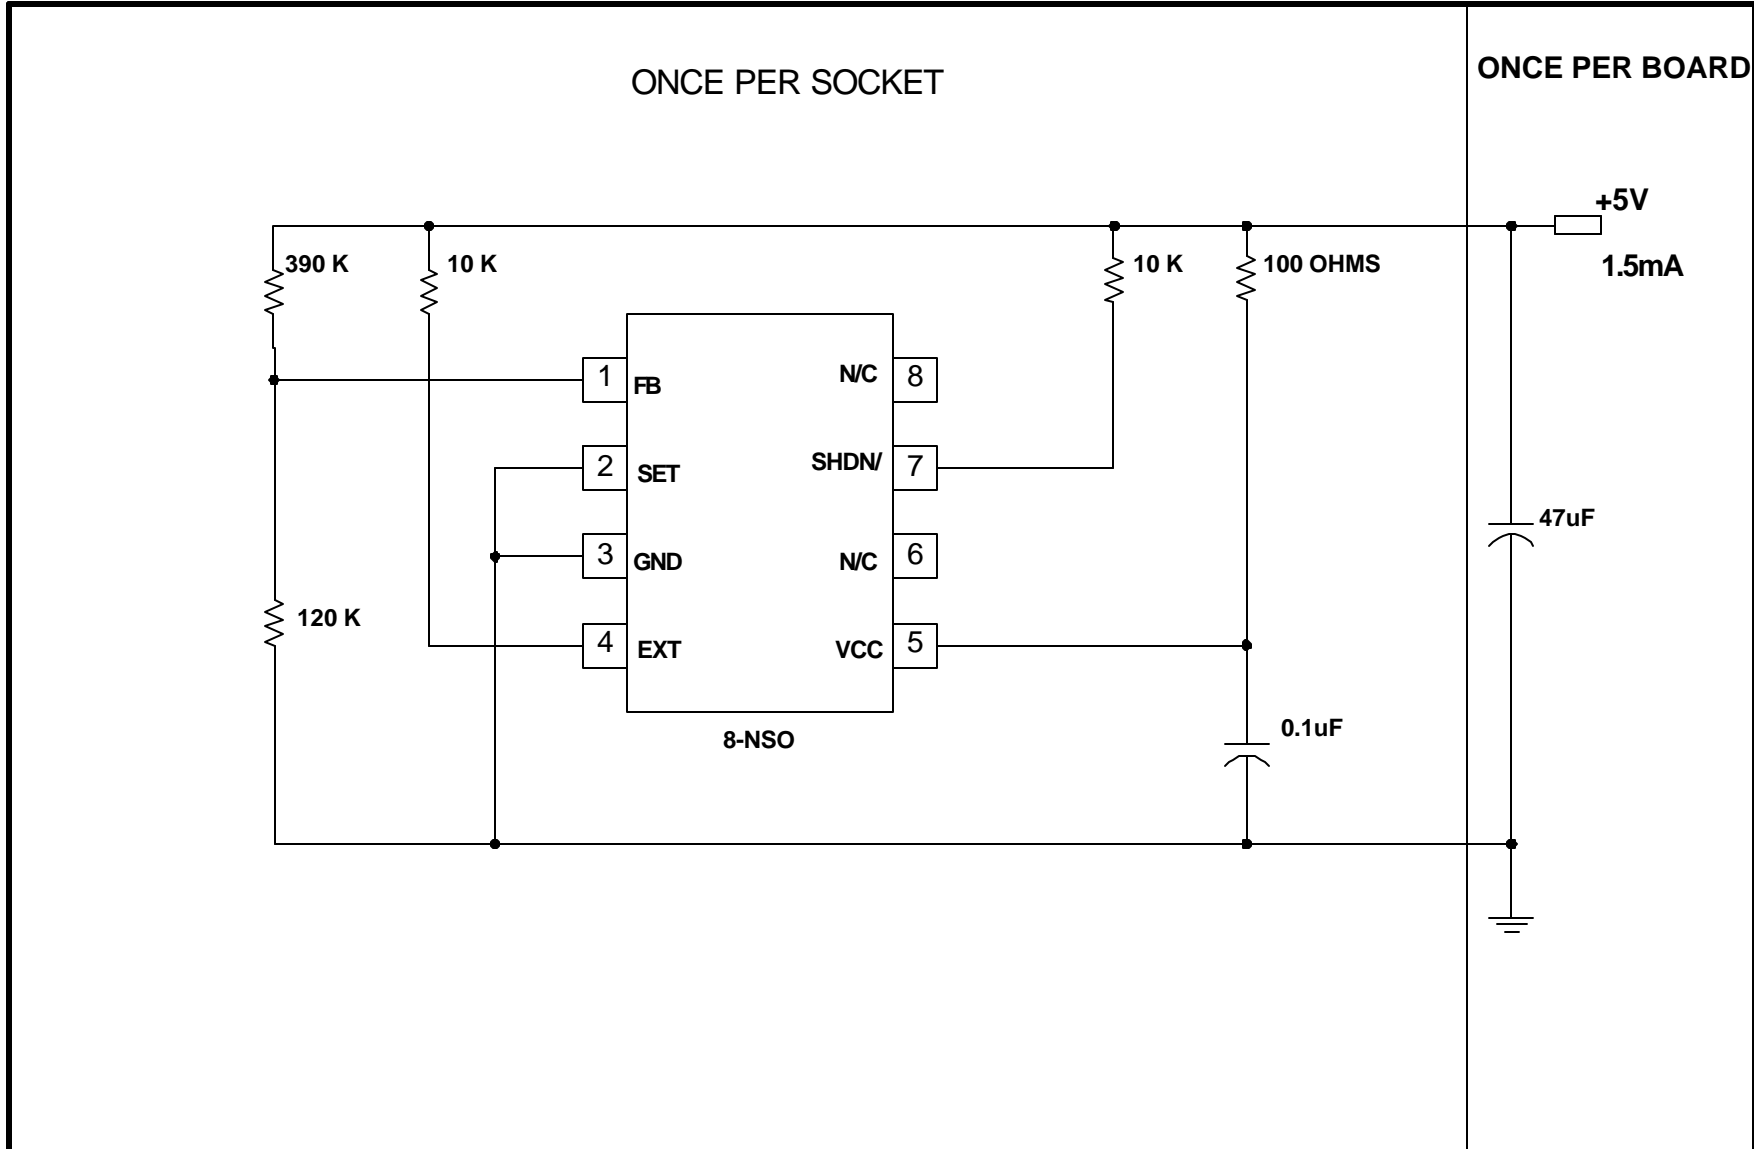 ONCE PER SOCKET
ONCE PER BOARD
+5V
1.5mA
390 K
10 K
10 K
100 OHMS
1
FB
N/C
8
2
SET
SHDN/
7
3
GND
N/C
6
4
EXT
VCC
5
47uF
120 K
8-NSO
0.1uF